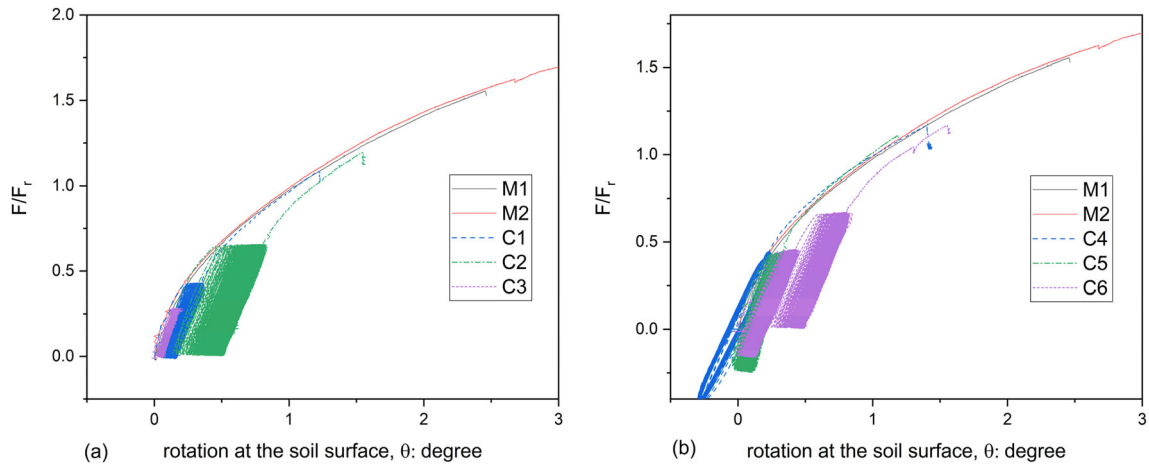 2.0
1.5
1.0
0.5
0.0
F/Fr
M1
M2
C1
C2
C3
0
1
2
3
(a)
rotation at the soil surface, θ: degree
1.5
1.0
0.5
0.0
F/Fr
M1
M2
C4
C5
C6
0
1
2
3
(b)
rotation at the soil surface, θ: degree